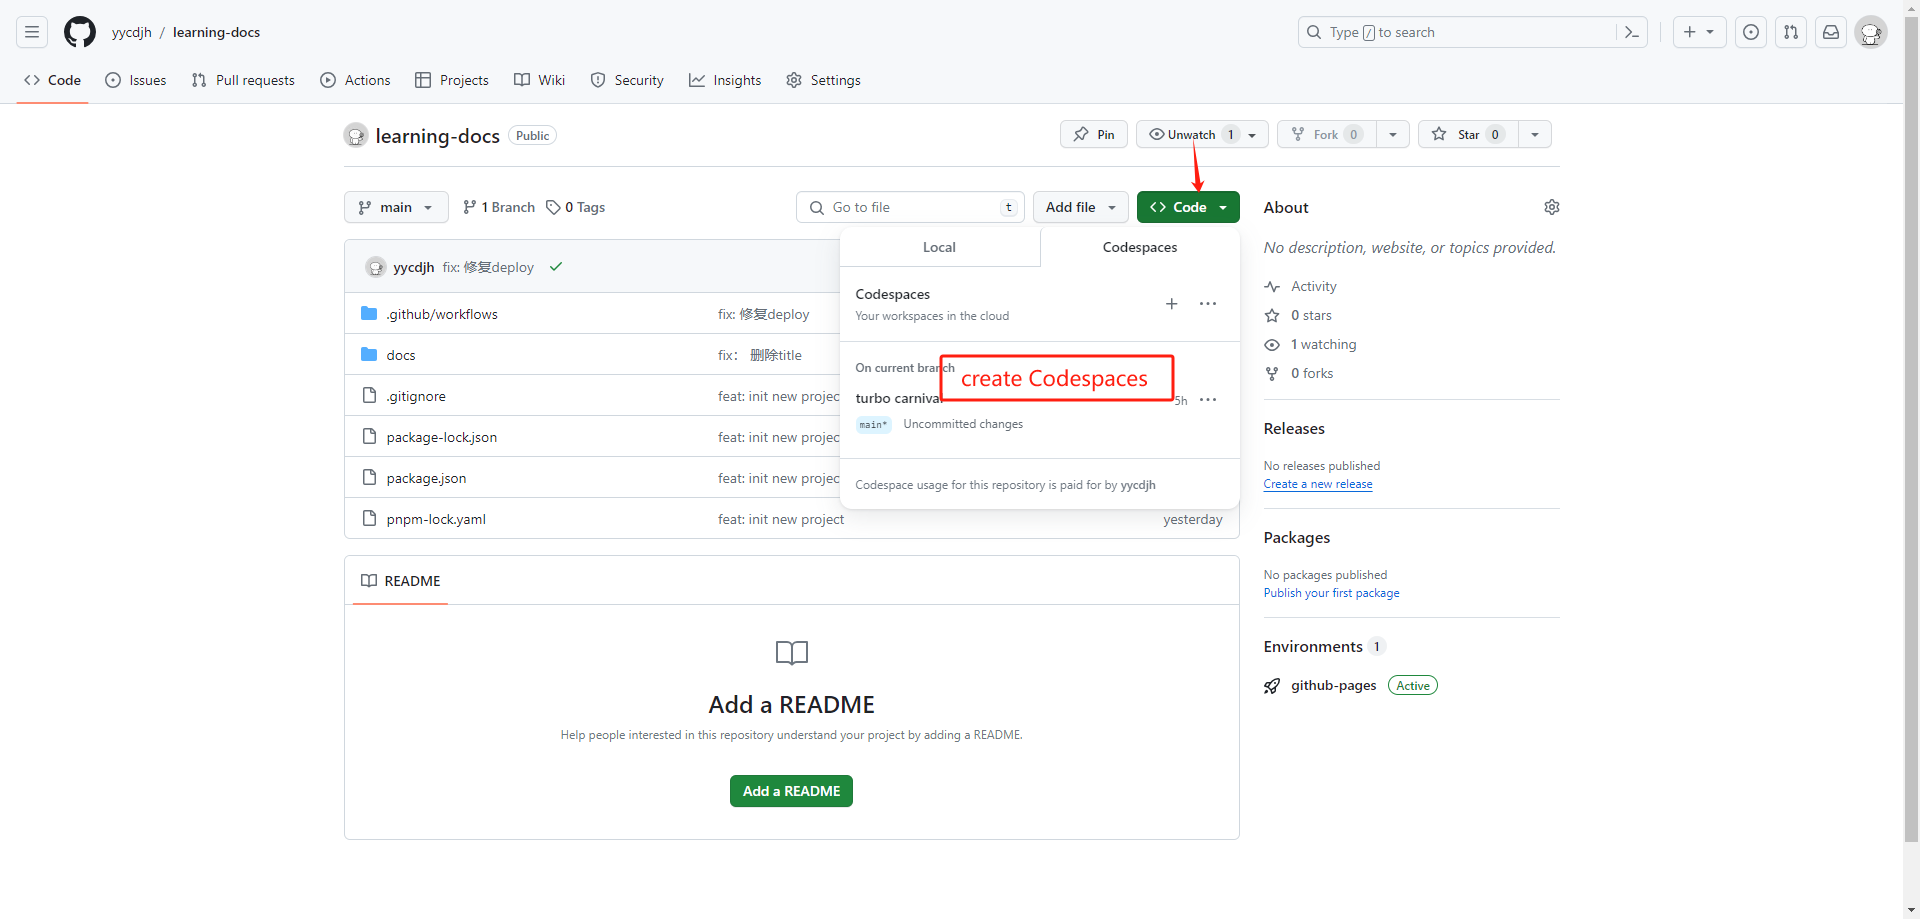 yycdjh / learning-docs
Type / to search
Code Issues Pull requests Actions Projects Wiki Security Insights Settings
learning-docs Public
Pin Unwatch 1 Fork 0 Star 0
main 1 Branch 0 Tags
Go to file t Add file Code
yycdjh fix: 修复deploy
.github/workflows fix: 修复deploy
docs fix： 删除title
.gitignore feat: init new projec
package-lock.json feat: init new projec
package.json feat: init new projec
pnpm-lock.yaml feat: init new project yesterday
Local Codespaces
Codespaces
Your workspaces in the cloud
On current branch
create Codespaces
turbo carnival 5h
main* Uncommitted changes
Codespace usage for this repository is paid for by yycdjh
README
Add a README
Help people interested in this repository understand your project by adding a README.
Add a README
About
No description, website, or topics provided.
Activity
0 stars
1 watching
0 forks
Releases
No releases published
Create a new release
Packages
No packages published
Publish your first package
Environments 1
github-pages Active